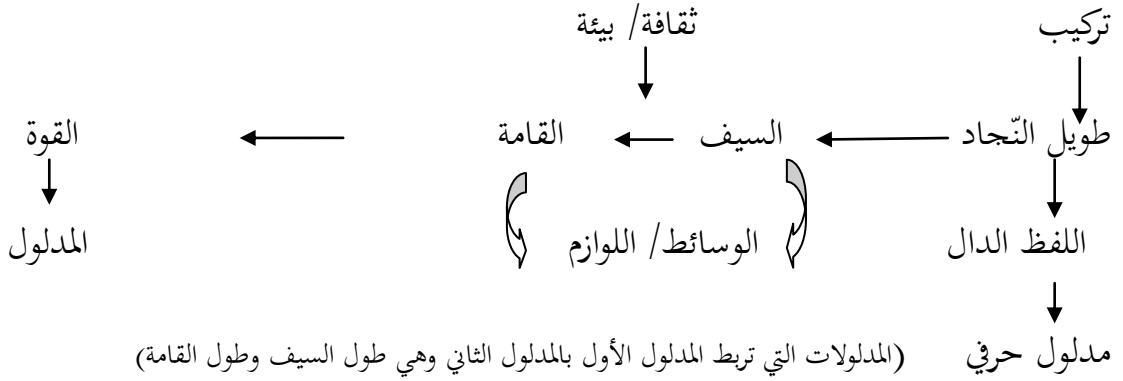 تركيب ثقافة/ بيئة
طويل النّجاد السيف القامة القوة
اللفظ الدال الوسائط/ اللوازم المدلول
مدلول حرفي (المدلولات التي تربط المدلول الأول بالمدلول الثاني وهي طول السيف وطول القامة)